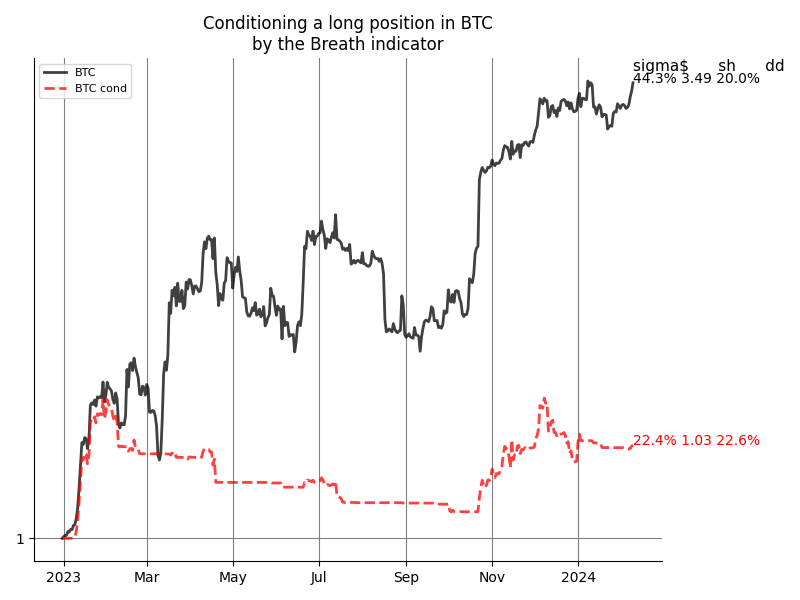 Conditioning a long position in BTC
by the Breath indicator
sigma$ sh dd
44.3% 3.49 20.0%
BTC
BTC cond
22.4% 1.03 22.6%
1
2023 Mar May Jul Sep Nov 2024